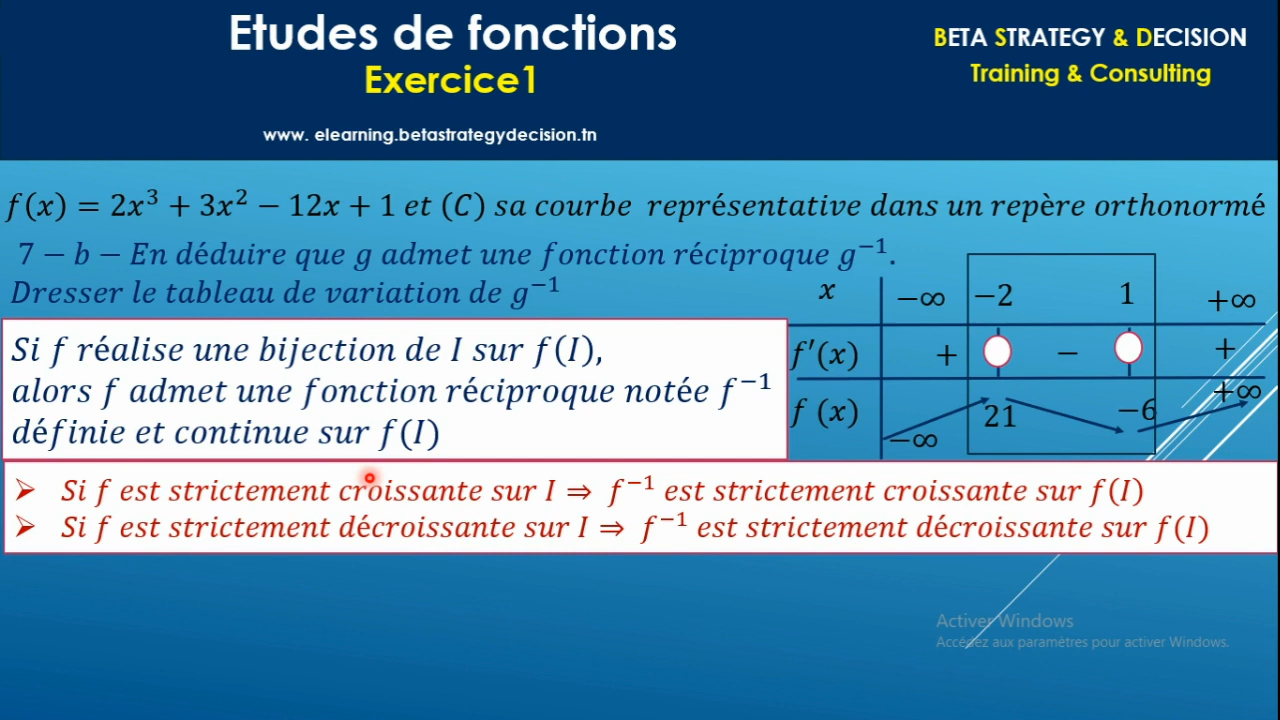 Etudes de fonctions
Exercice1
www. elearning.betastrategydecision.tn
BETA STRATEGY & DECISION
Training & Consulting
f(x) = 2x³ + 3x² − 12x + 1 et (C) sa courbe représentative dans un repère orthonormé
7 − b − En déduire que g admet une fonction réciproque g⁻¹.
Dresser le tableau de variation de g⁻¹
Si f réalise une bijection de I sur f(I),
alors f admet une fonction réciproque notée f⁻¹
définie et continue sur f(I)
x −∞ −2 1 +∞
f′(x) + − +
+∞
f (x) 21 −6
−∞
➢ Si f est strictement croissante sur I ⇒ f⁻¹ est strictement croissante sur f(I)
➢ Si f est strictement décroissante sur I ⇒ f⁻¹ est strictement décroissante sur f(I)
Activer Windows
Accédez aux paramètres pour activer Windows.